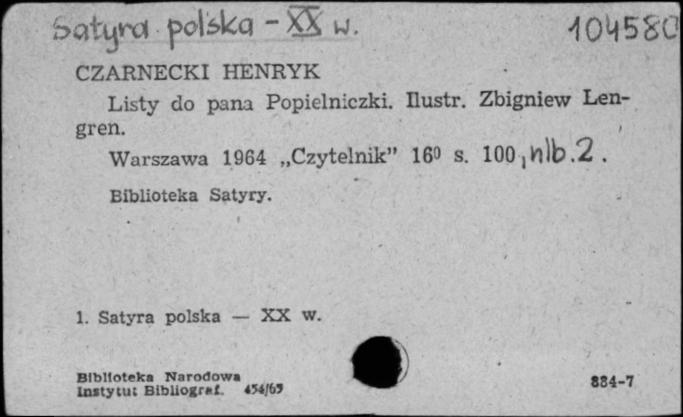 Satyra polska - XX w. 104580
CZARNECKI HENRYK
Listy do pana Popielniczki. Ilustr. Zbigniew Len-
gren.
Warszawa 1964 „Czytelnik” 16⁰ s. 100, nlb. 2.
Biblioteka Satyry.
1. Satyra polska — XX w.
Biblioteka Narodowa
Instytut Bibliograf. 454/65
884-7